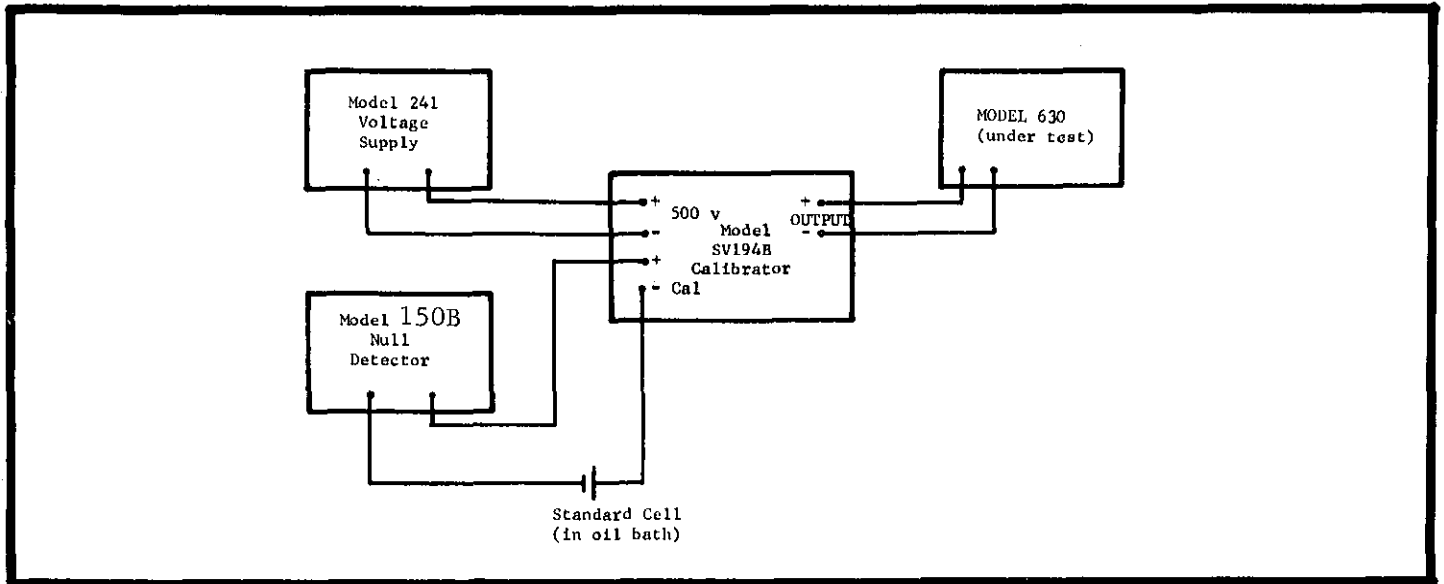 Model 241
Voltage
Supply
MODEL 630
(under test)
+
500 v
-
+
- Cal
Model
SV194B
Calibrator
+
OUTPUT
-
Model 150B
Null
Detector
Standard Cell
(in oil bath)